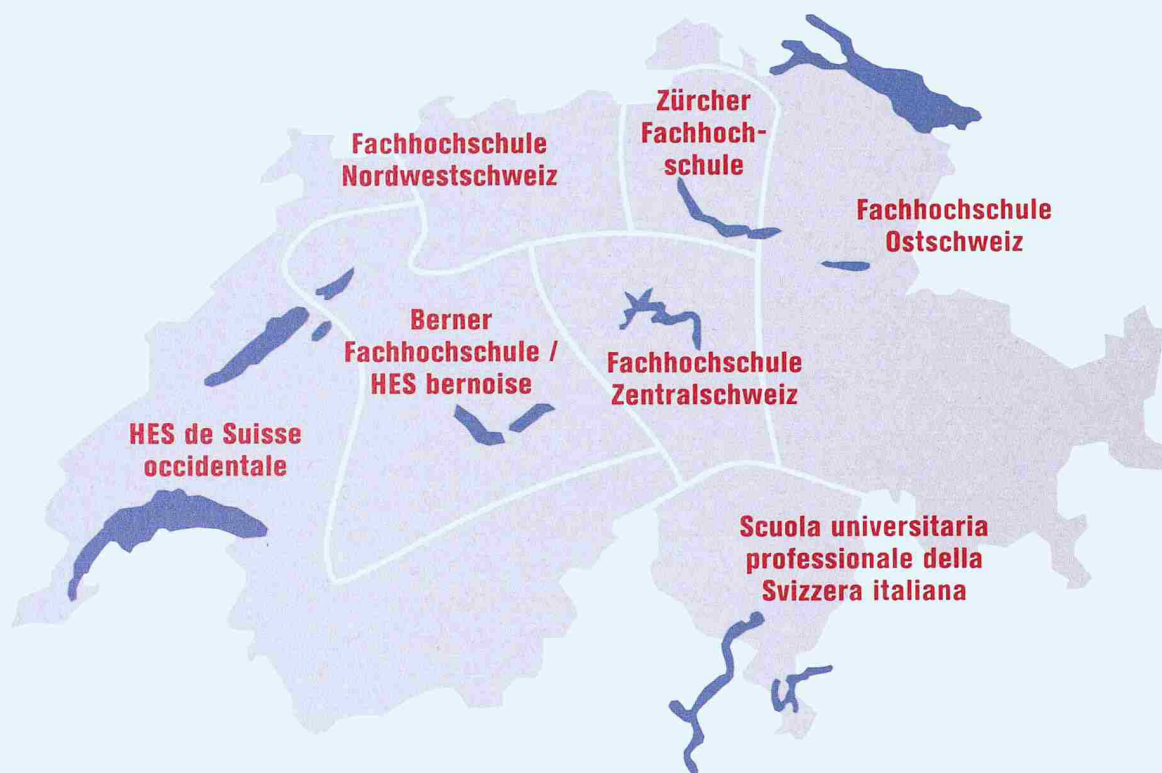 Zürcher
Fachhoch-
schule
Fachhochschule
Nordwestschweiz
Fachhochschule
Ostschweiz
Berner
Fachhochschule /
HES bernoise
Fachhochschule
Zentralschweiz
HES de Suisse
occidentale
Scuola universitaria
professionale della
Svizzera italiana